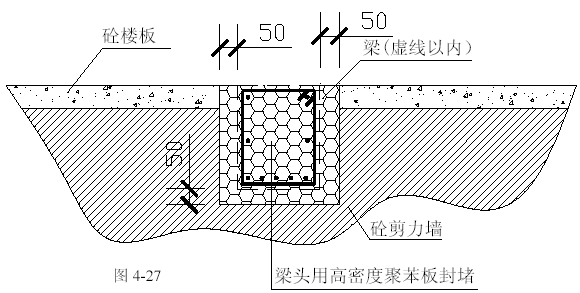 50
50
砼楼板
梁(虚线以内)
50
砼剪力墙
图 4-27
梁头用高密度聚苯板封堵